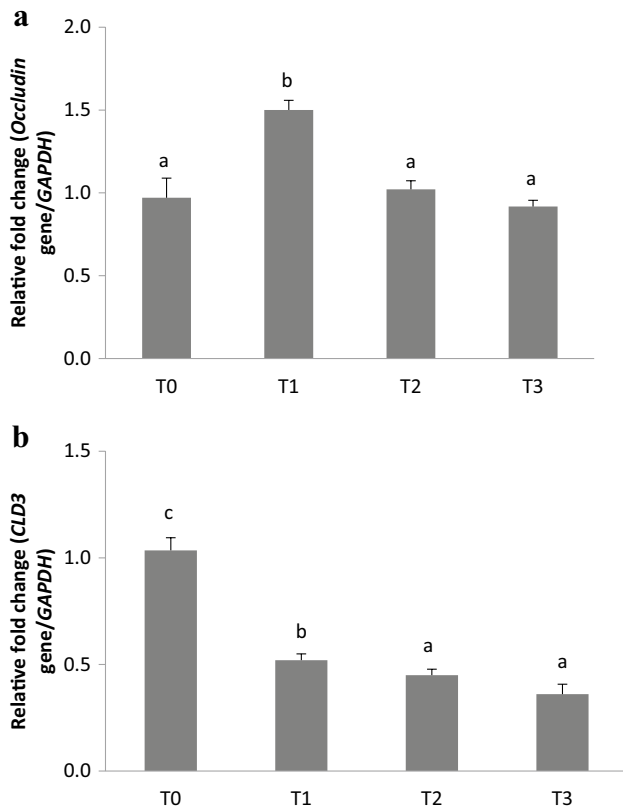 a
Relative fold change (Occludin
gene/GAPDH)
2.0
1.5
1.0
0.5
0.0
a
b
a
a
T0 T1 T2 T3
b
Relative fold change (CLD3
gene/GAPDH)
1.5
1.0
0.5
0.0
c
b
a
a
T0 T1 T2 T3